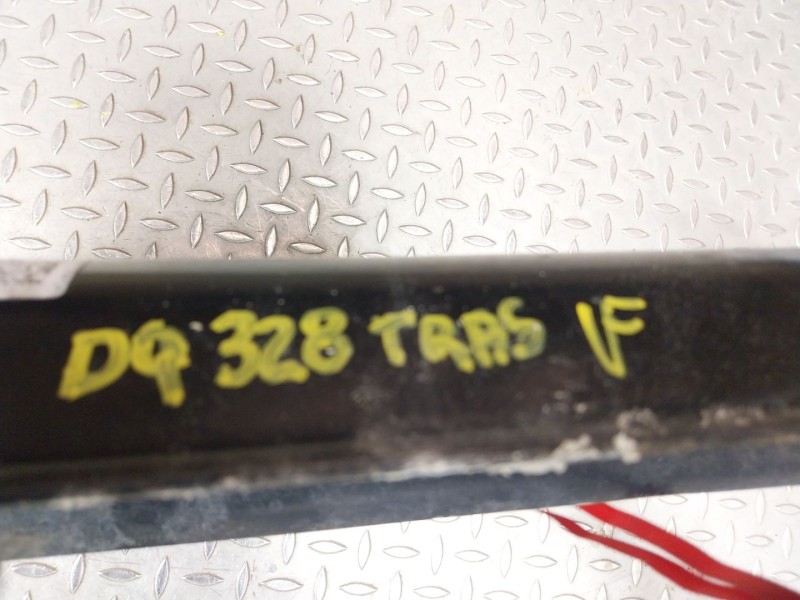 DQ 328 TRAS VF